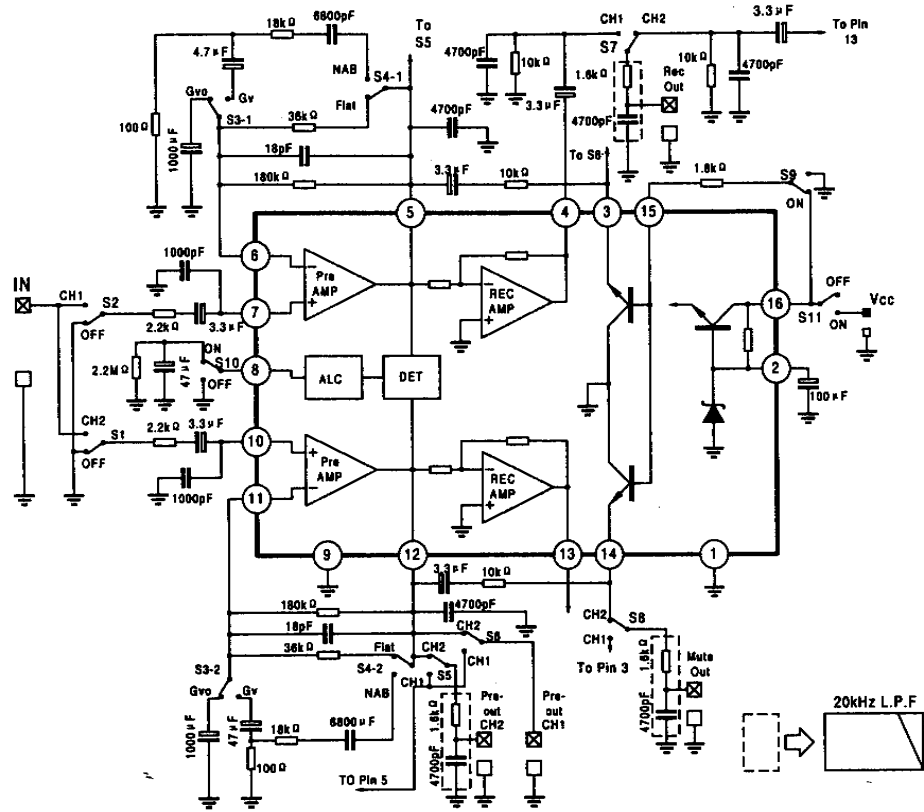 18kΩ
6800pF
To
S5
4.7μF
NAB
S4-1
Flat
Gvo
Gv
S3-1
100Ω
1000μF
36kΩ
18pF
180kΩ
4700pF
3.3μF
10kΩ
CH1
CH2
S7
3.3μF
To Pin
13
4700pF
10kΩ
3.3μF
1.6kΩ
Rec
Out
4700pF
10kΩ
4700pF
To S6
1.8kΩ
S9
ON
5
4
3
15
IN
CH1
S2
OFF
1000pF
2.2kΩ
3.3μF
6
7
Pre
AMP
REC
AMP
16
OFF
S11
ON
Vcc
2.2MΩ
47μF
ON
S10
OFF
8
ALC
DET
2
100μF
CH2
S1
OFF
2.2kΩ
3.3μF
1000pF
10
11
Pre
AMP
REC
AMP
9
12
13
14
1
3.3μF
10kΩ
180kΩ
4700pF
18pF
36kΩ
Flat
CH2
S6
CH1
CH2
S5
CH1
S4-2
NAB
S3-2
Gvo
Gv
1000μF
47μF
18kΩ
6800μF
100Ω
1.6kΩ
4700pF
Pre-
out
CH2
Pre-
out
CH1
TO Pin 5
CH2
S8
CH1
To Pin 3
1.6kΩ
4700pF
Mute
Out
20kHz L.P.F